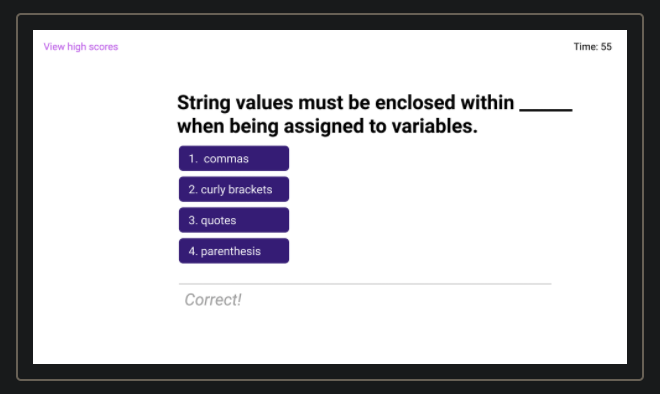 View high scores
Time: 55
String values must be enclosed within _____
when being assigned to variables.
1. commas
2. curly brackets
3. quotes
4. parenthesis
Correct!